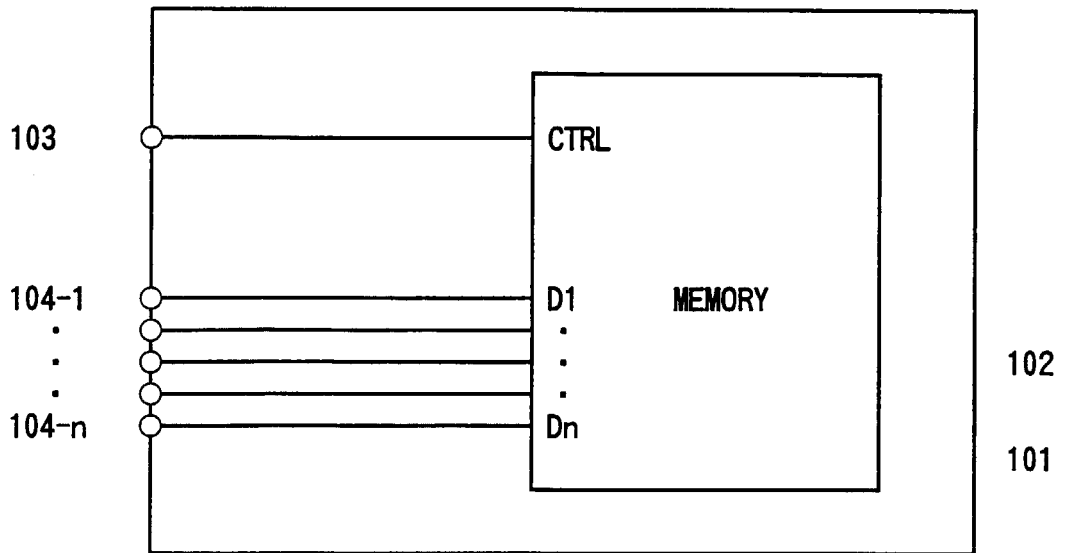 103
CTRL
104-1
D1
MEMORY
.
.
.
.
.
.
102
104-n
Dn
101